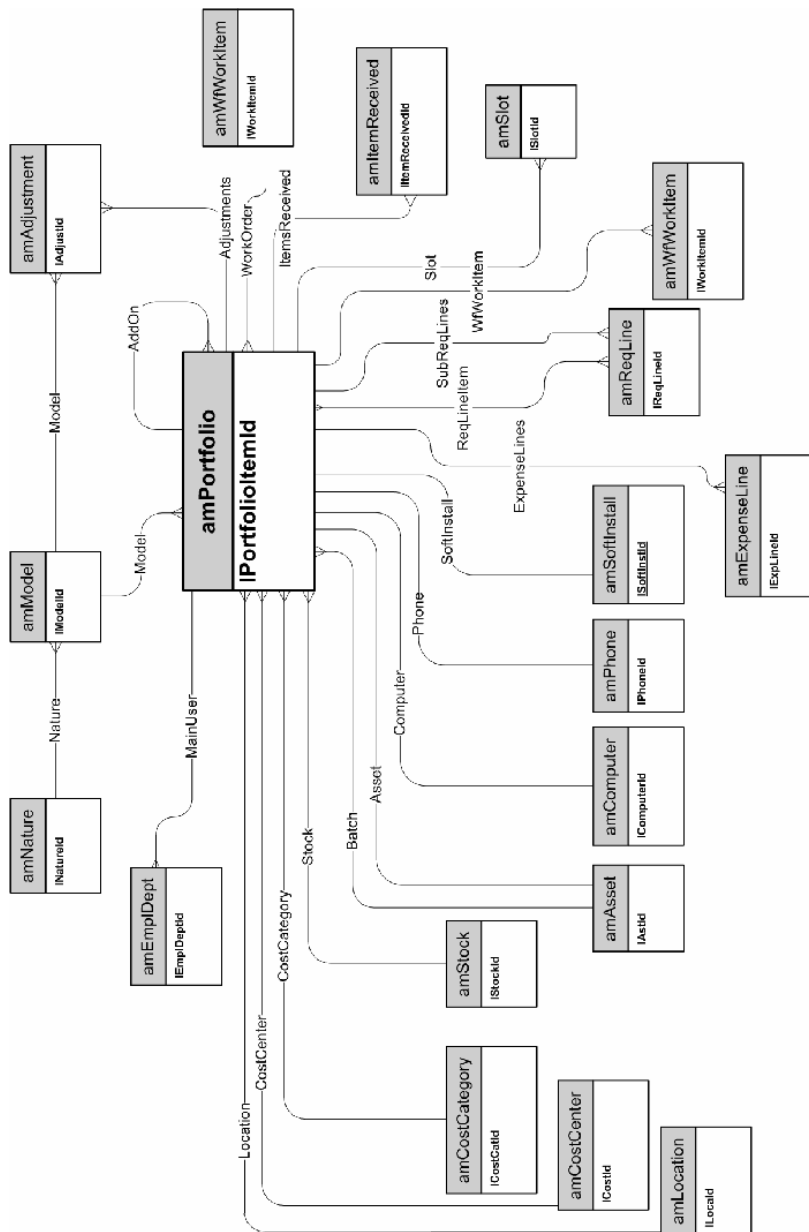 amWfWorkItem
lWorkItemId
amItemReceived
lItemReceivedId
amSlot
lSlotId
amWfWorkItem
lWorkItemId
amReqLine
lReqLineId
amExpenseLine
lExpLineId
amSoftInstall
lSoftInstId
amPhone
lPhoneId
amComputer
lComputerId
amAsset
lAstId
amStock
lStockId
amCostCategory
lCostCatId
amCostCenter
lCostId
amLocation
lLocaId
amEmplDept
lEmplDeptId
amNature
lNatureId
amModel
lModelId
amAdjustment
lAdjustId
amPortfolio
lPortfolioItemId
Nature
Model
Model
AddOn
MainUser
Adjustments
WorkOrder
ItemsReceived
Slot
WfWorkItem
SubReqLines
ReqLineItem
ExpenseLines
SoftInstall
Phone
Computer
Asset
Batch
Stock
CostCategory
CostCenter
Location